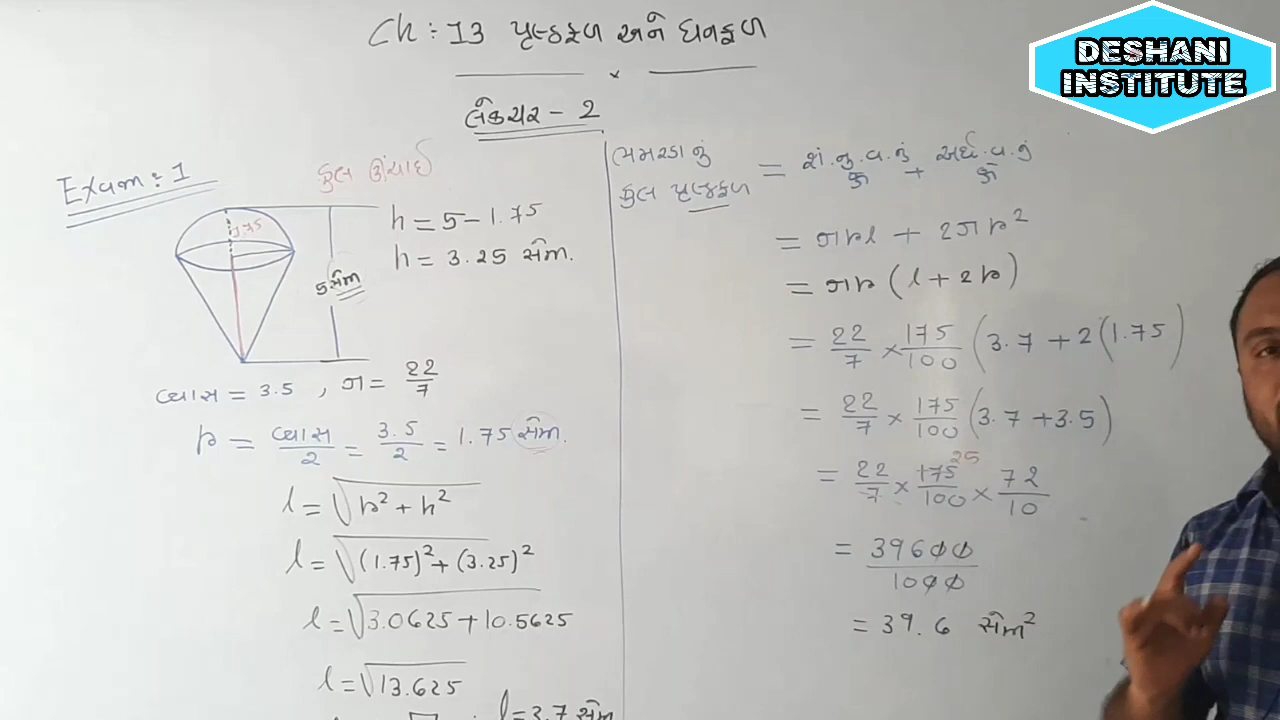 Ch : 13 પૃષ્ઠફળ અને ઘનફળ
DESHANI
INSTITUTE
લેક્ચર - 2
Exam : 1
કુલ ઊંચાઈ
1.75
5 સેમી
h = 5 - 1.75
h = 3.25 સેમી.
વ્યાસ = 3.5 , π = 22/7
r = વ્યાસ/2 = 3.5/2 = 1.75 સેમી.
l = √(r² + h²)
l = √((1.75)² + (3.25)²)
l = √(3.0625 + 10.5625)
l = √13.625
l = 3.7 સેમી
ભમરડાનું કુલ પૃષ્ઠફળ = શં.નુ.વ.નું ક્ષે + અર્ધ.વ.નું ક્ષે
= πrl + 2πr²
= πr (l + 2r)
= 22/7 × 175/100 (3.7 + 2(1.75)
= 22/7 × 175/100 (3.7 + 3.5)
= 22/7 × 175/100 × 72/10
25
= 39600/1000
= 39.6 સેમી²